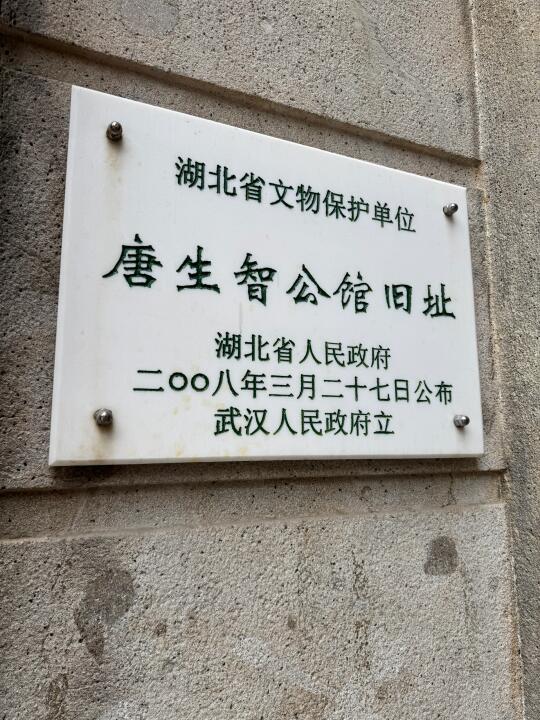 湖北省文物保护单位
唐生智公馆旧址
湖北省人民政府
二〇〇八年三月二十七日公布
武汉人民政府立